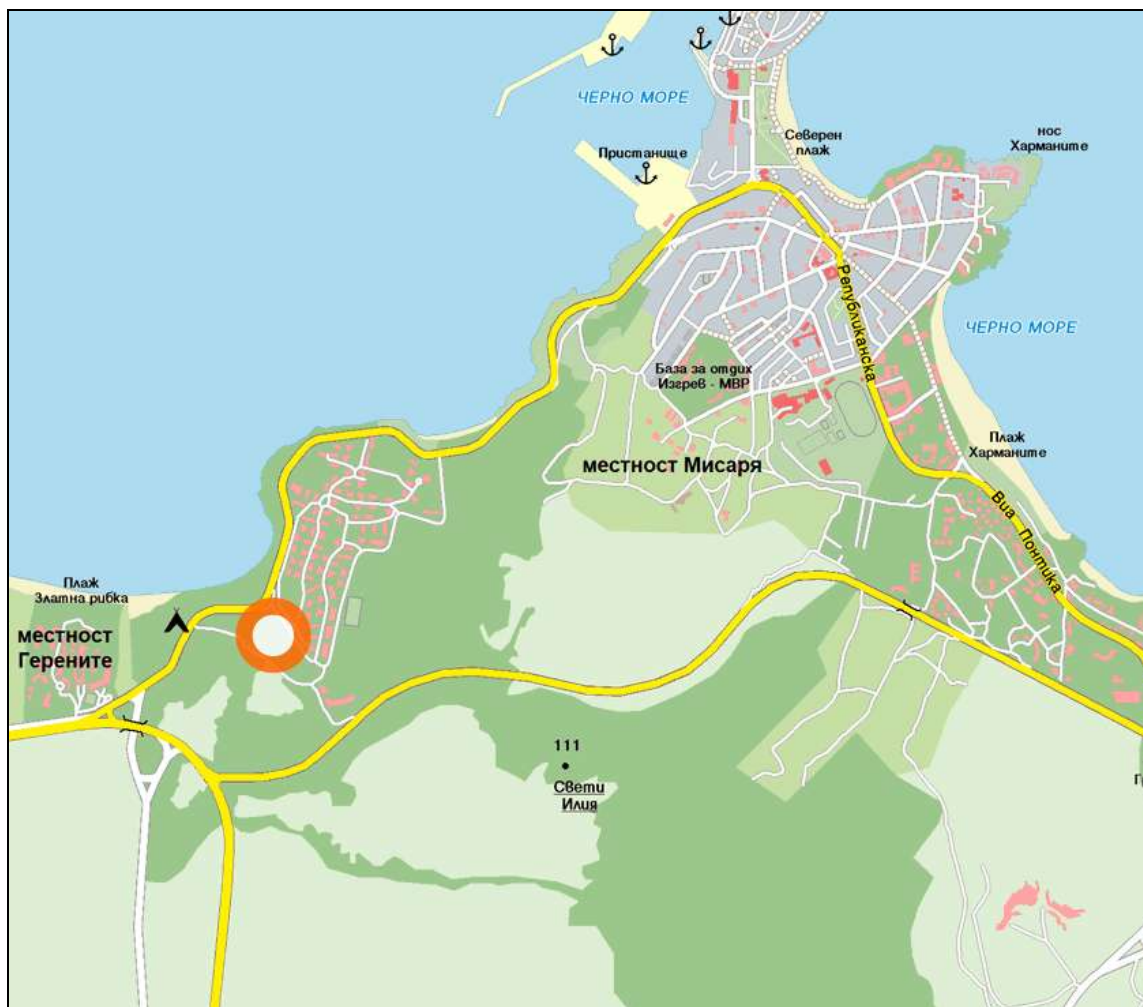 ЧЕРНО МОРЕ
Северен
плаж
нос
Харманите
Пристанище
Републиканска
ЧЕРНО МОРЕ
База за отдих
Изгрев - МВР
местност Мисаря
Плаж
Харманите
Виа Понтика
Плаж
Златна рибка
местност
Герените
111
Свети
Илия